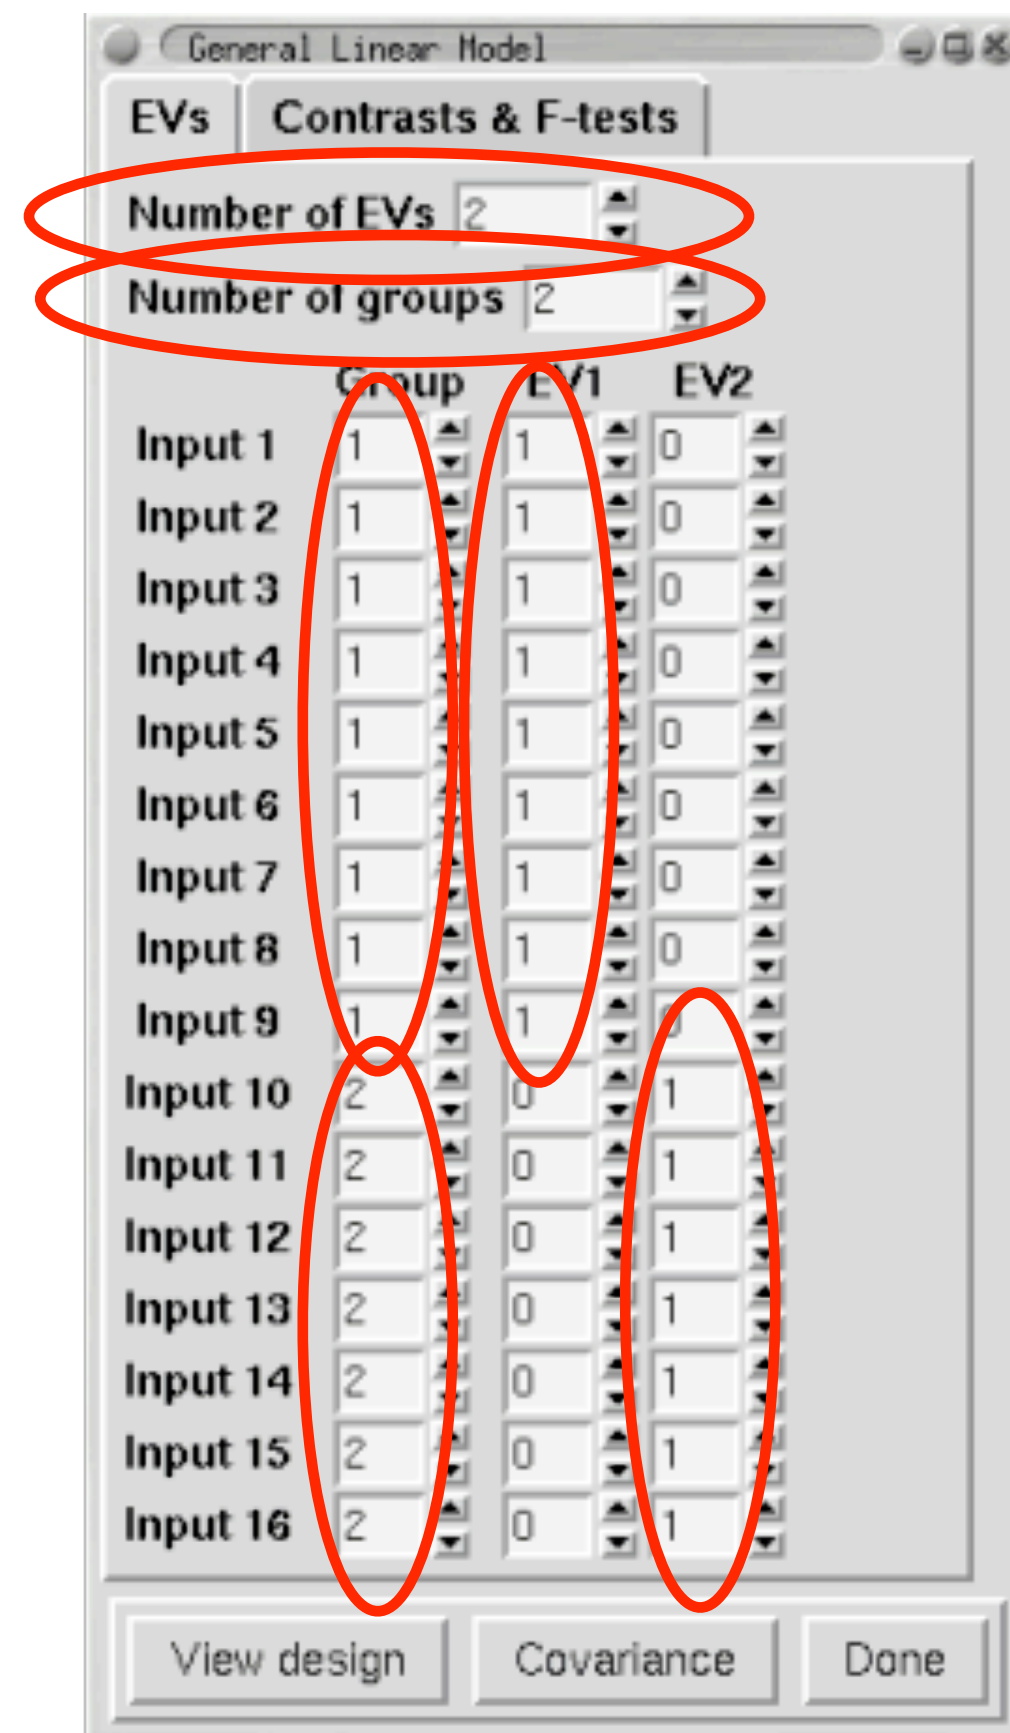 General Linear Model
EVs Contrasts & F-tests
Number of EVs 2
Number of groups 2
Group EV1 EV2
Input 1 1 1 0
Input 2 1 1 0
Input 3 1 1 0
Input 4 1 1 0
Input 5 1 1 0
Input 6 1 1 0
Input 7 1 1 0
Input 8 1 1 0
Input 9 1 1 0
Input 10 2 0 1
Input 11 2 0 1
Input 12 2 0 1
Input 13 2 0 1
Input 14 2 0 1
Input 15 2 0 1
Input 16 2 0 1
View design Covariance Done